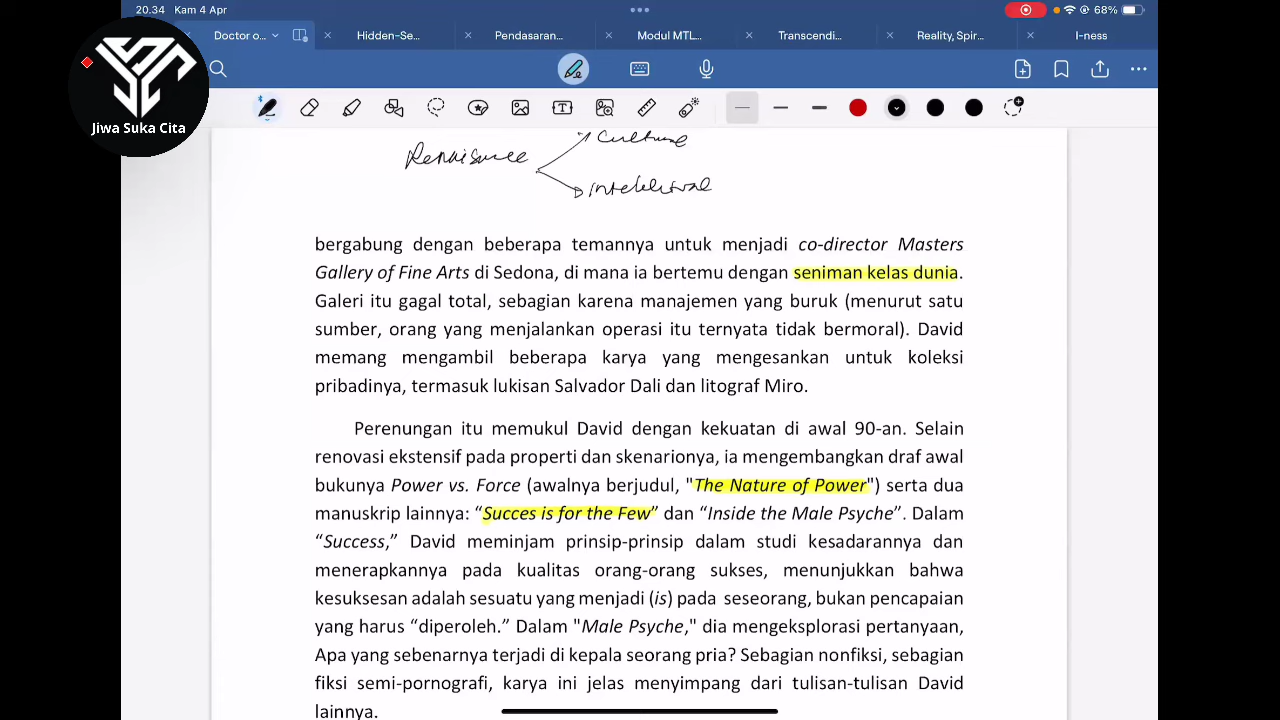 20.34 Kam 4 Apr
68%
Doctor o...
Hidden-Se...
Pendasaran...
Modul MTL...
Transcendi...
Reality, Spir...
I-ness
Jiwa Suka Cita
Culture
Renaisance
Intelektual
bergabung dengan beberapa temannya untuk menjadi co-director Masters
Gallery of Fine Arts di Sedona, di mana ia bertemu dengan seniman kelas dunia.
Galeri itu gagal total, sebagian karena manajemen yang buruk (menurut satu
sumber, orang yang menjalankan operasi itu ternyata tidak bermoral). David
memang mengambil beberapa karya yang mengesankan untuk koleksi
pribadinya, termasuk lukisan Salvador Dali dan litograf Miro.
Perenungan itu memukul David dengan kekuatan di awal 90-an. Selain
renovasi ekstensif pada properti dan skenarionya, ia mengembangkan draf awal
bukunya Power vs. Force (awalnya berjudul, "The Nature of Power") serta dua
manuskrip lainnya: “Succes is for the Few” dan “Inside the Male Psyche”. Dalam
“Success,” David meminjam prinsip-prinsip dalam studi kesadarannya dan
menerapkannya pada kualitas orang-orang sukses, menunjukkan bahwa
kesuksesan adalah sesuatu yang menjadi (is) pada seseorang, bukan pencapaian
yang harus “diperoleh.” Dalam "Male Psyche," dia mengeksplorasi pertanyaan,
Apa yang sebenarnya terjadi di kepala seorang pria? Sebagian nonfiksi, sebagian
fiksi semi-pornografi, karya ini jelas menyimpang dari tulisan-tulisan David
lainnya.